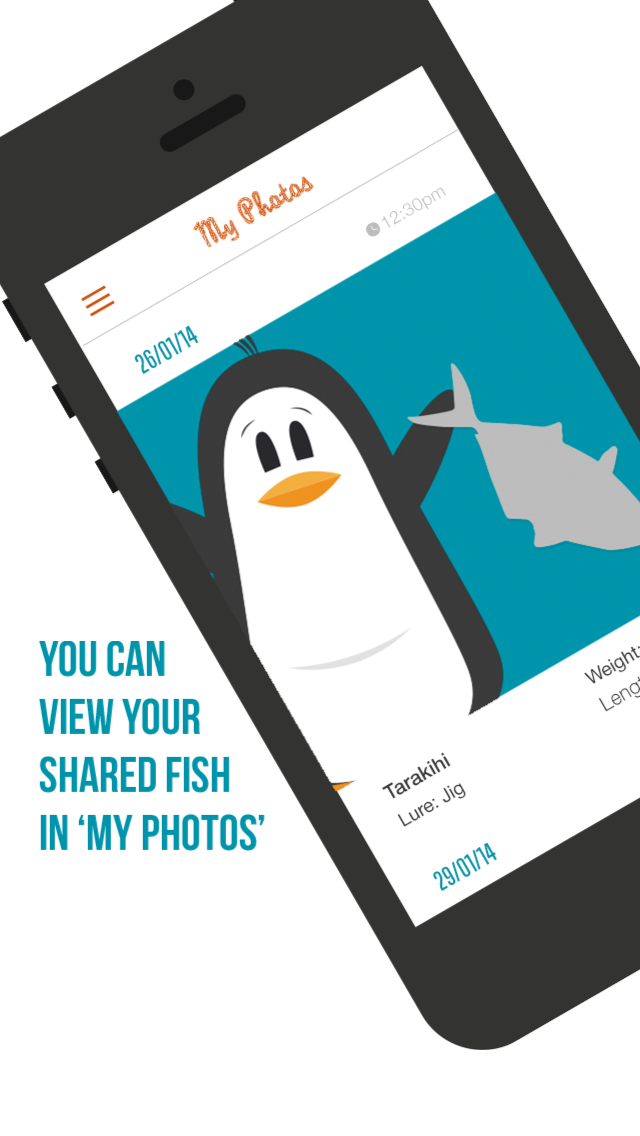 My Photos
12:30pm
26/01/14
YOU CAN
VIEW YOUR
SHARED FISH
IN ‘MY PHOTOS’
Weight:
Tarakihi
Lure: Jig
29/01/14